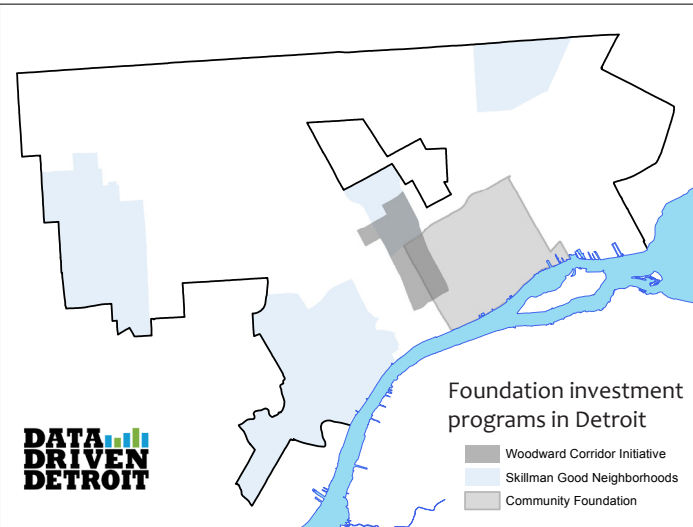 Foundation investment
programs in Detroit
Woodward Corridor Initiative
Skillman Good Neighborhoods
Community Foundation
DATA
DRIVEN
DETROIT